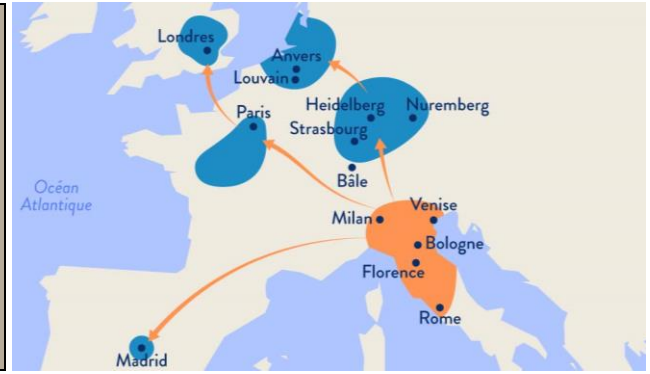 Londres
Anvers
Louvain
Paris
Heidelberg
Nuremberg
Strasbourg
Bâle
Océan
Atlantique
Milan
Venise
Bologne
Florence
Rome
Madrid